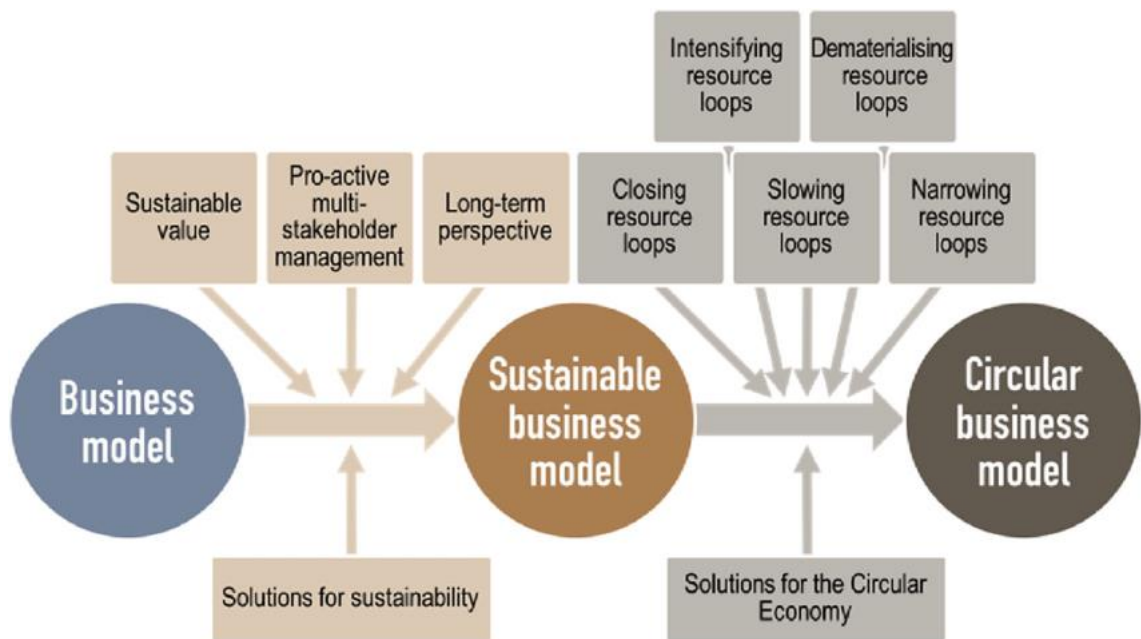 Intensifying
resource
loops
Dematerialising
resource
loops
Sustainable
value
Pro-active
multi-
stakeholder
management
Long-term
perspective
Closing
resource
loops
Slowing
resource
loops
Narrowing
resource
loops
Business
model
Sustainable
business
model
Circular
business
model
Solutions for sustainability
Solutions for the Circular
Economy